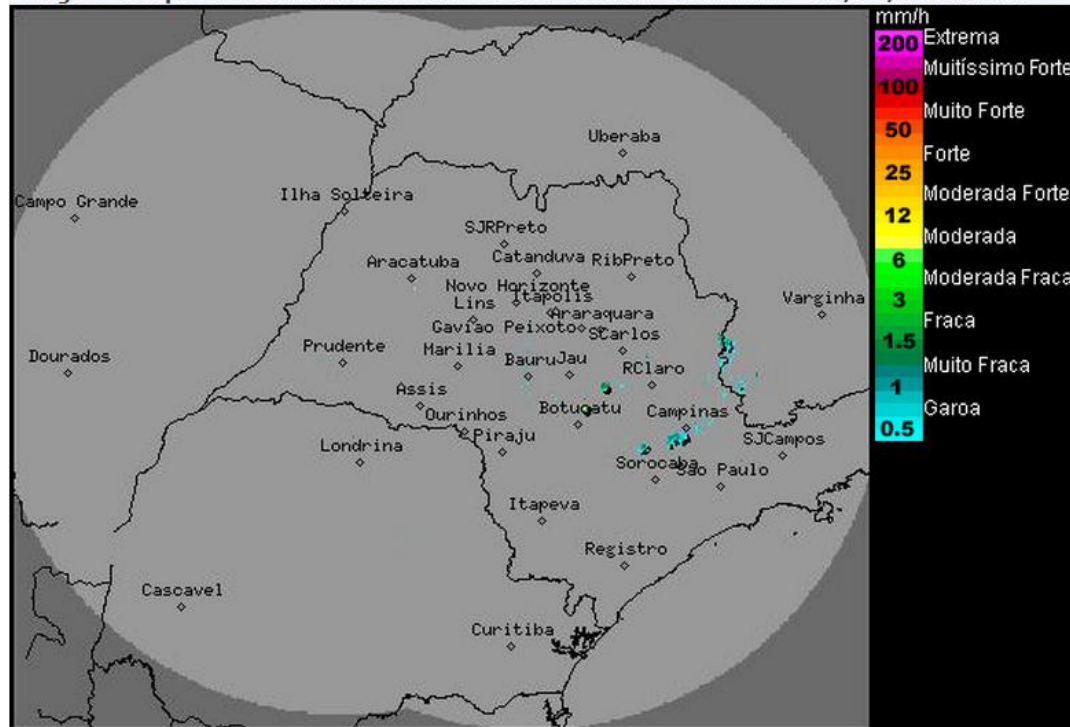 mm/h
200 Extrema
Muitíssimo Forte
100
Muito Forte
50
Forte
25
Moderada Forte
12
Moderada
6
Moderada Fraca
3
Fraca
1.5
Muito Fraca
1
Garoa
0.5
Uberaba
Campo Grande
Ilha Solteira
SJRPreto
Catanduva
RibPreto
Aracatuba
Novo Horizonte
Itapolis
Lins
Araraquara
Varginha
Gaviao Peixoto
SCarlos
Dourados
Prudente
Marilia
Bauru
Jau
RClaro
Assis
Ourinhos
Botucatu
Campinas
Londrina
Piraju
SJCampos
Sorocaba
Sao Paulo
Itapeva
Registro
Cascavel
Curitiba